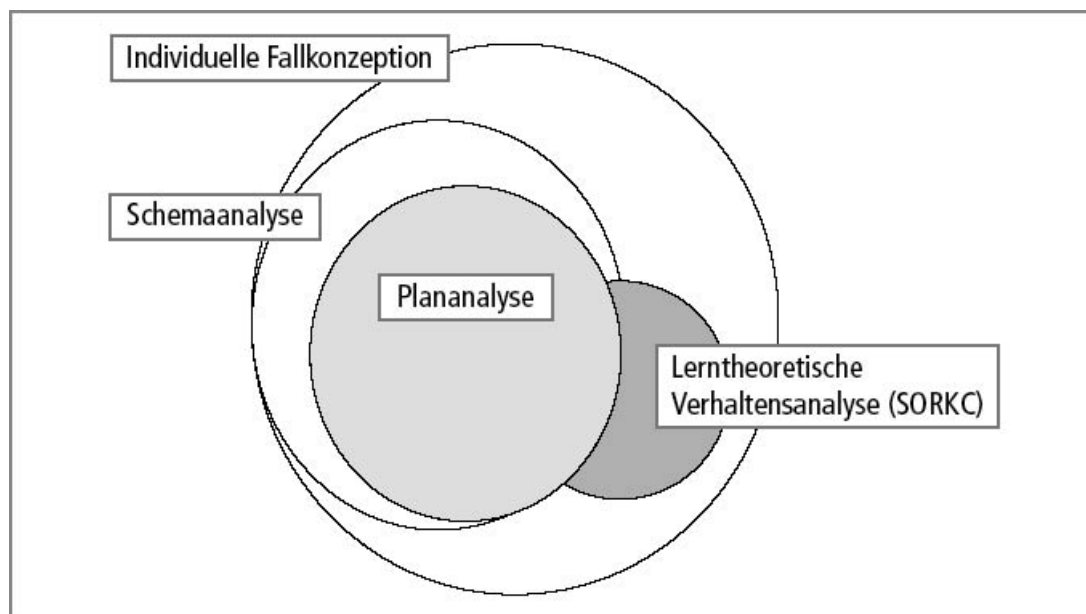 Individuelle Fallkonzeption
Schemaanalyse
Plananalyse
Lerntheoretische
Verhaltensanalyse (SORKC)